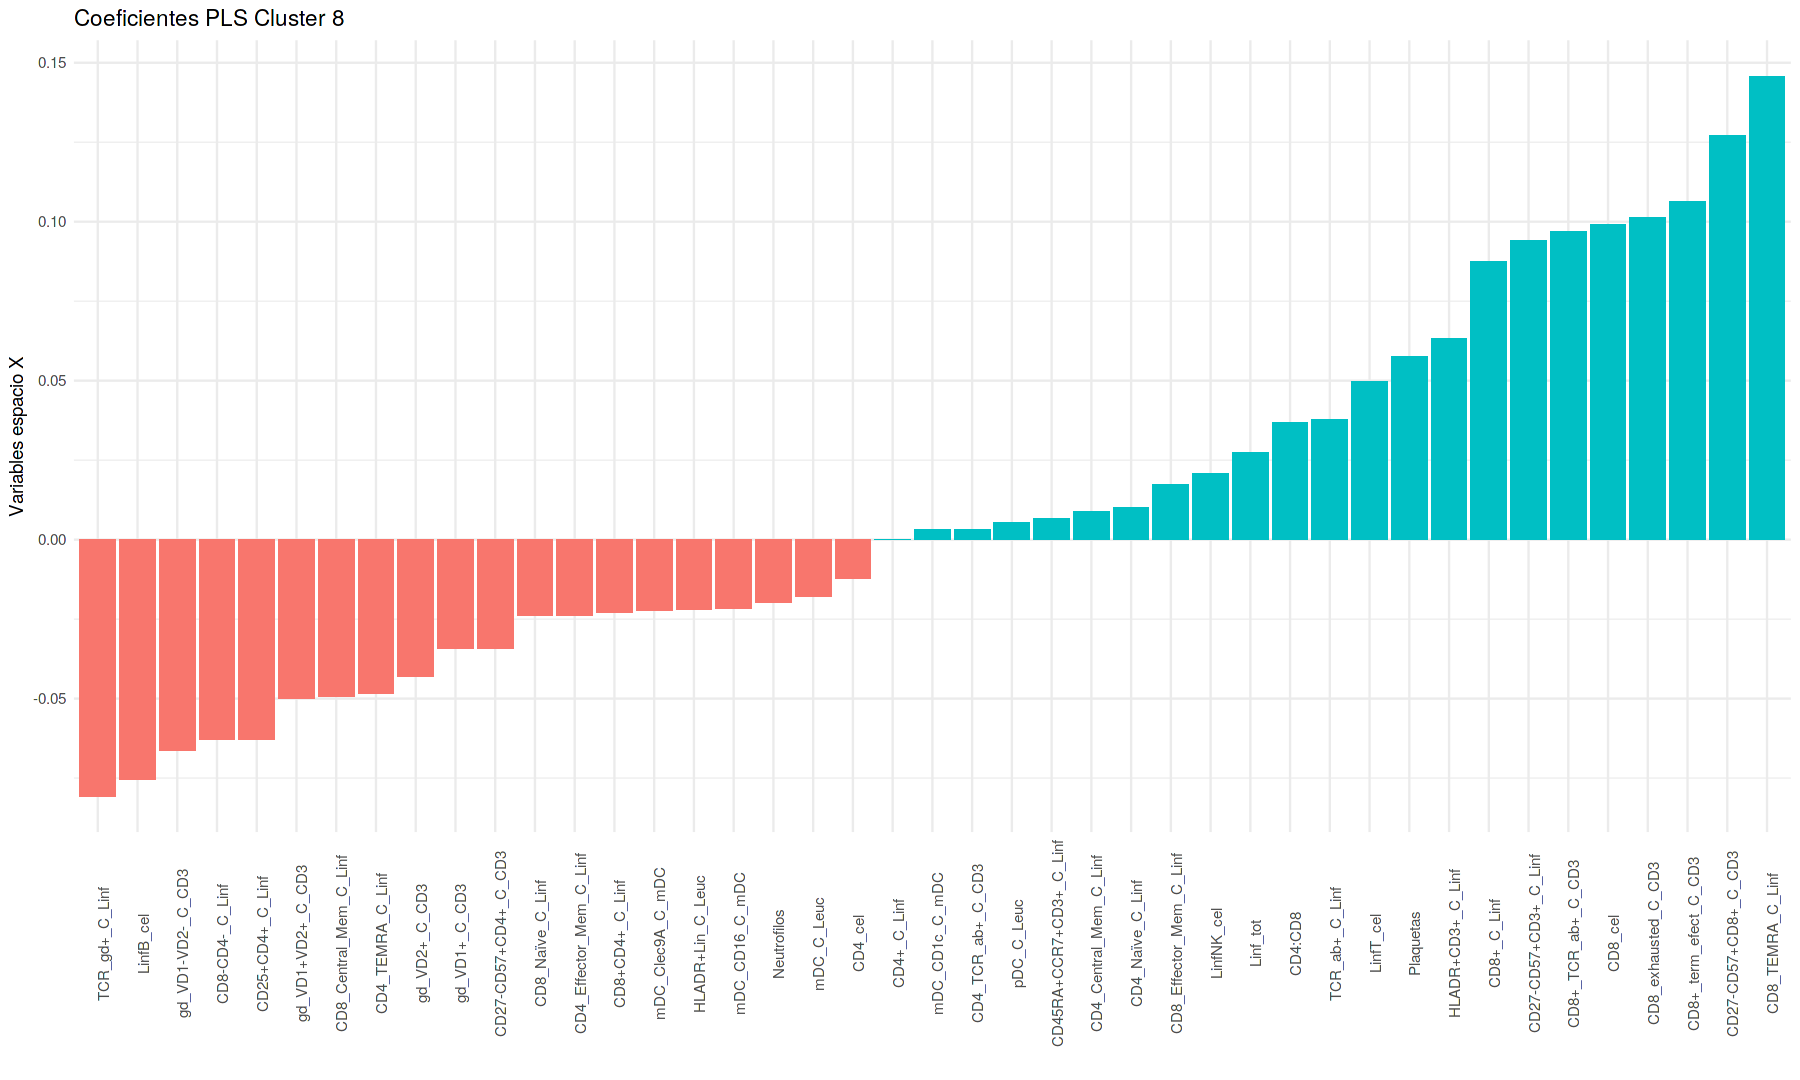 Coeficientes PLS Cluster 8
Variables espacio X
0.15
0.10
0.05
0.00
-0.05
TCR_gd+_C_Linf
LinfB_cel
gd_VD1-VD2-_C_CD3
CD8-CD4-_C_Linf
CD25+CD4+_C_Linf
gd_VD1+VD2+_C_CD3
CD8_Central_Mem_C_Linf
CD4_TEMRA_C_Linf
gd_VD2+_C_CD3
gd_VD1+_C_CD3
CD27-CD57+CD4+_C_CD3
CD8_Naïve_C_Linf
CD4_Effector_Mem_C_Linf
CD8+CD4+_C_Linf
mDC_Clec9A_C_mDC
HLADR+Lin_C_Leuc
mDC_CD16_C_mDC
Neutrofilos
mDC_C_Leuc
CD4_cel
CD4+_C_Linf
mDC_CD1c_C_mDC
CD4_TCR_ab+_C_CD3
pDC_C_Leuc
CD45RA+CCR7+CD3+_C_Linf
CD4_Central_Mem_C_Linf
CD4_Naïve_C_Linf
CD8_Effector_Mem_C_Linf
LinfNK_cel
Linf_tot
CD4:CD8
TCR_ab+_C_Linf
LinfT_cel
Plaquetas
HLADR+CD3+_C_Linf
CD8+_C_Linf
CD27-CD57+CD3+_C_Linf
CD8+_TCR_ab+_C_CD3
CD8_cel
CD8_exhausted_C_CD3
CD8+_term_efect_C_CD3
CD27-CD57+CD8+_C_CD3
CD8_TEMRA_C_Linf